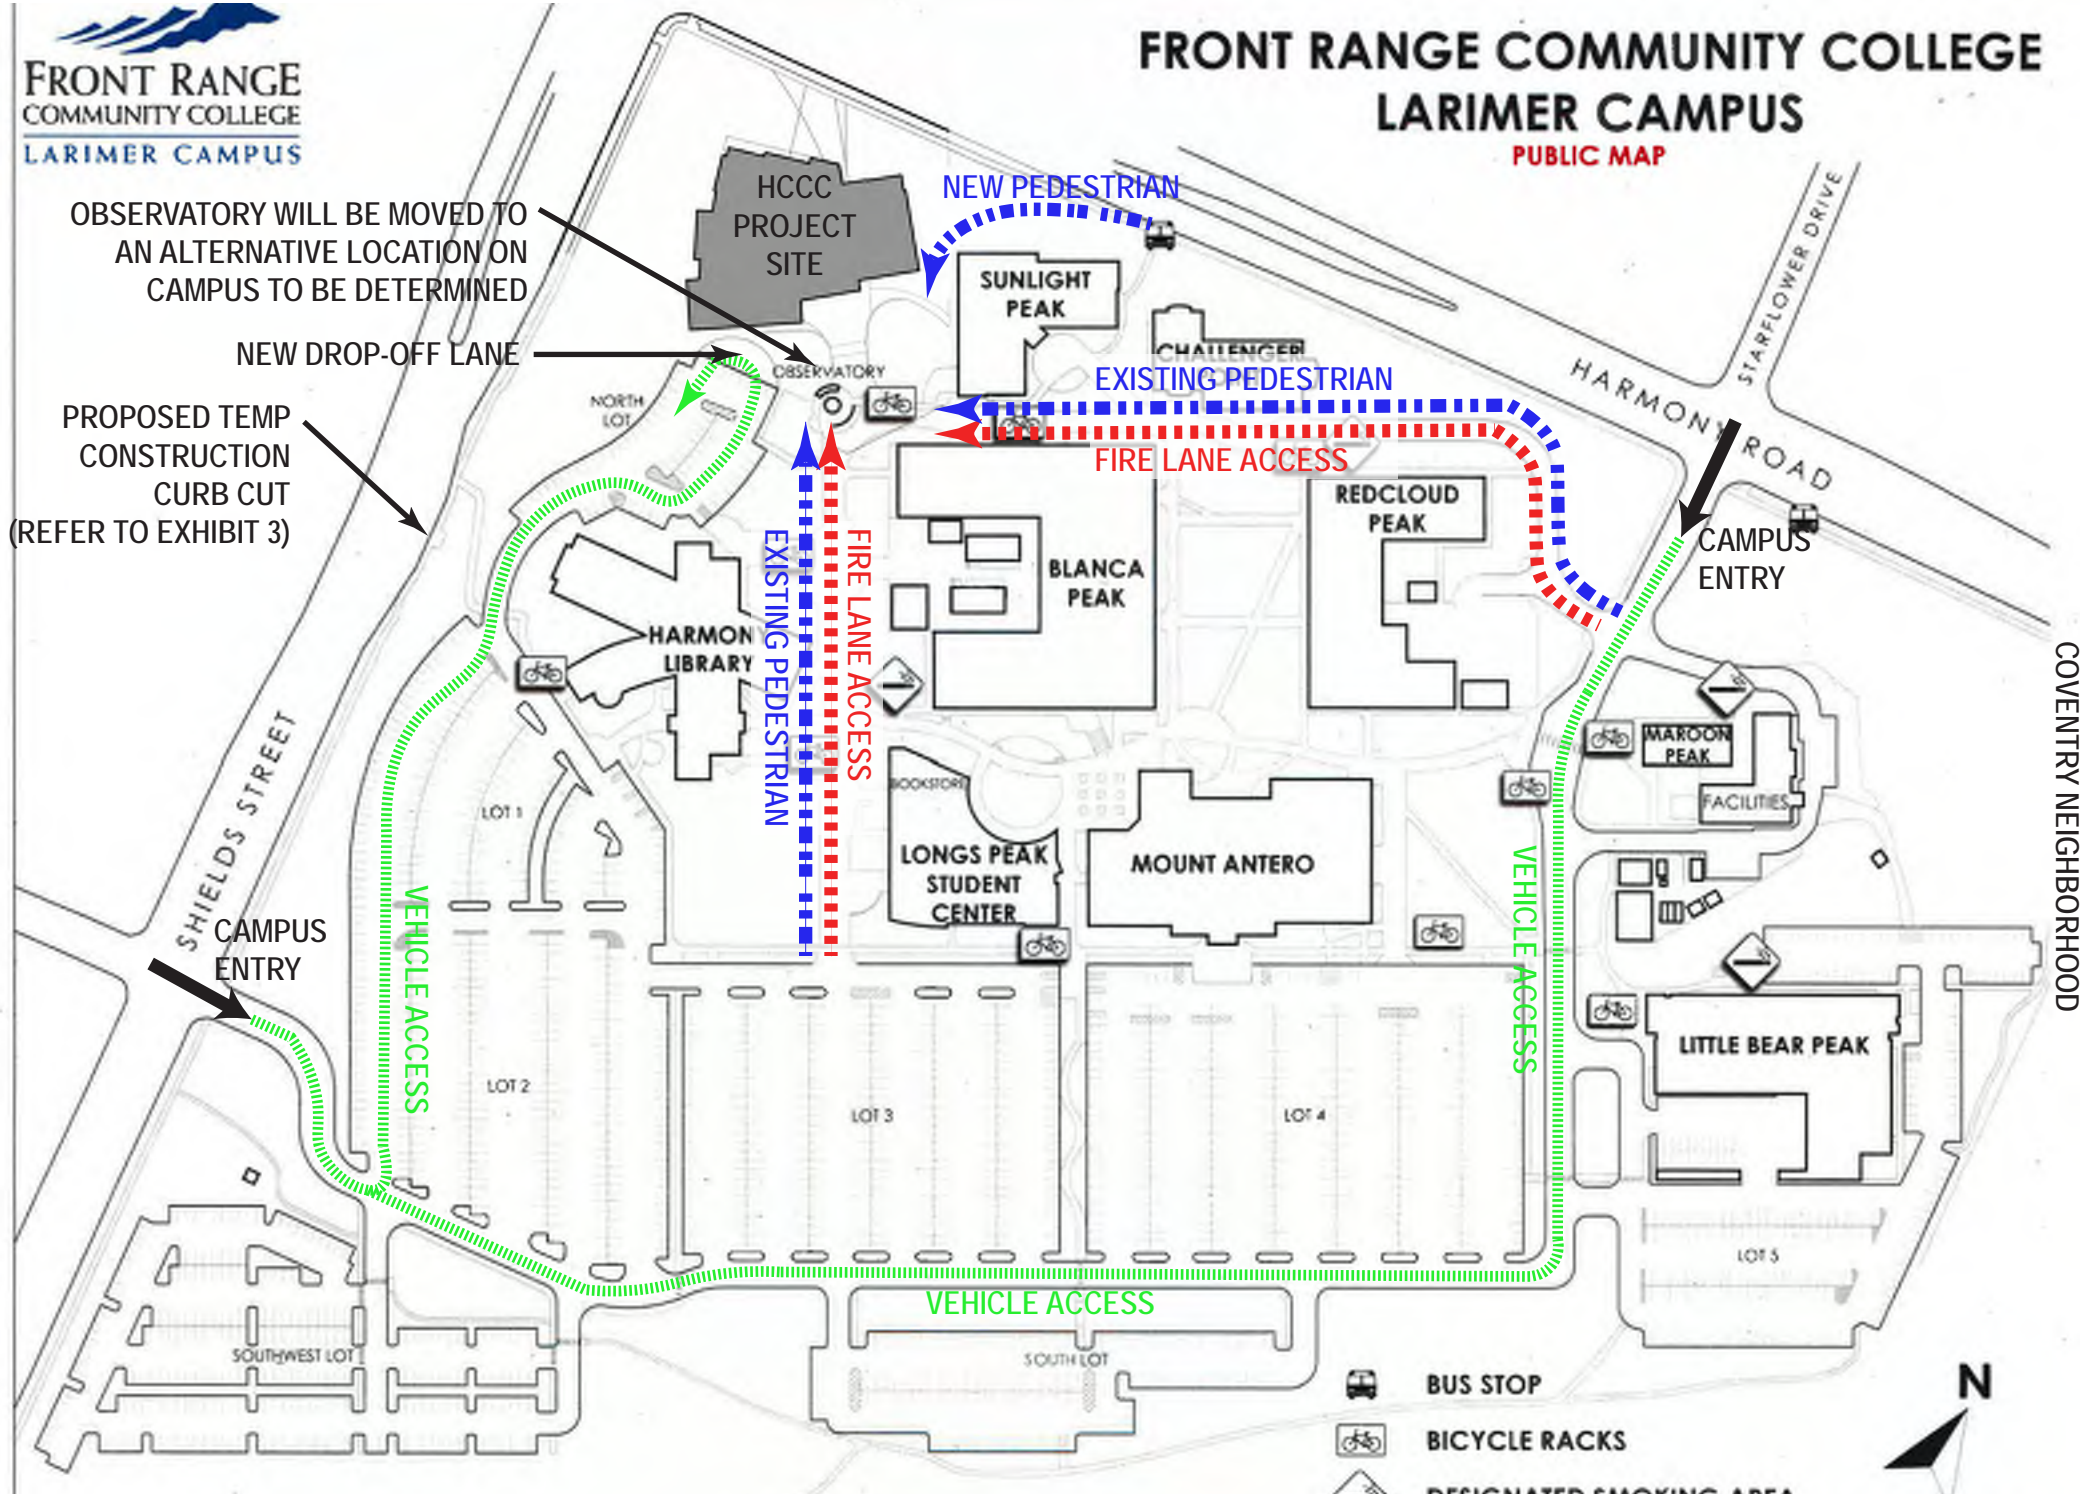 FRONT RANGE
COMMUNITY COLLEGE
LARIMER CAMPUS
FRONT RANGE COMMUNITY COLLEGE
LARIMER CAMPUS
PUBLIC MAP
HCCC
PROJECT
SITE
NEW PEDESTRIAN
OBSERVATORY WILL BE MOVED TO
AN ALTERNATIVE LOCATION ON
CAMPUS TO BE DETERMINED
NEW DROP-OFF LANE
PROPOSED TEMP
CONSTRUCTION
CURB CUT
(REFER TO EXHIBIT 3)
SUNLIGHT
PEAK
CHALLENGER
OBSERVATORY
NORTH
LOT
EXISTING PEDESTRIAN
FIRE LANE ACCESS
HARMONY ROAD
STARFLOWER DRIVE
CAMPUS
ENTRY
REDCLOUD
PEAK
BLANCA
PEAK
HARMONY
LIBRARY
EXISTING PEDESTRIAN
FIRE LANE ACCESS
COVENTRY NEIGHBORHOOD
MAROON
PEAK
FACILITIES
SHIELDS STREET
CAMPUS
ENTRY
LOT 1
BOOKSTORE
LONGS PEAK
STUDENT
CENTER
MOUNT ANTERO
VEHICLE ACCESS
VEHICLE ACCESS
LITTLE BEAR PEAK
LOT 2
LOT 3
LOT 4
LOT 5
VEHICLE ACCESS
SOUTHWEST LOT
SOUTH LOT
BUS STOP
BICYCLE RACKS
DESIGNATED SMOKING AREA
N